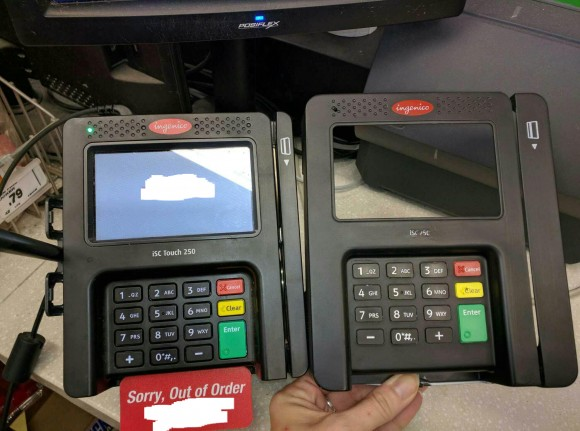 POSIFLEX
ingenico
ingenico
.79
iSC Touch 250
1 .QZ 2 ABC 3 DEF Cancel
4 GHI 5 JKL 6 MNO Clear
7 PRS 8 TUV 9 WXY Enter
+ 0*#,. −
1 .QZ 2 ABC 3 DEF Cancel
4 GHI 5 JKL 6 MNO Clear
7 PRS 8 TUV 9 WXY Enter
− 0*#,. +
Sorry, Out of Order